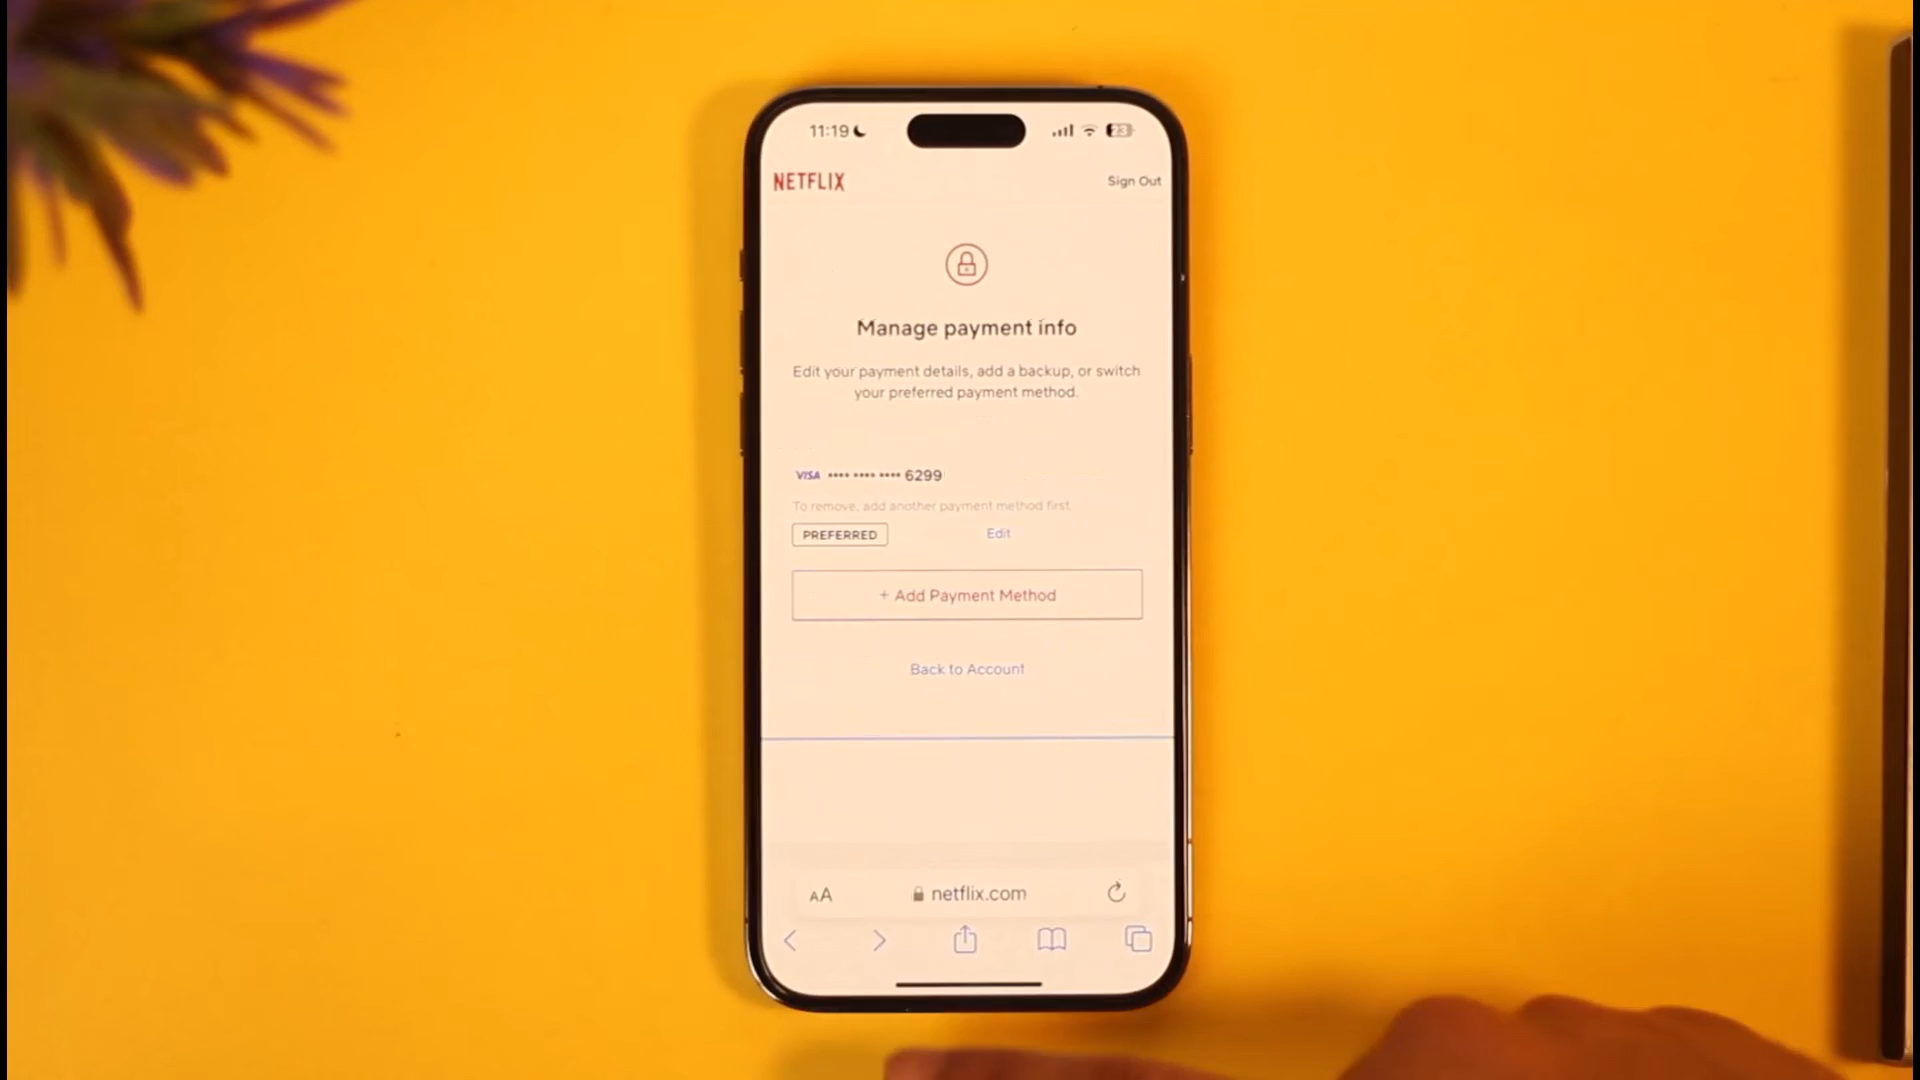 11:19
23
NETFLIX
Sign Out
Manage payment info
Edit your payment details, add a backup, or switch
your preferred payment method.
VISA •••• •••• •••• 6299
To remove, add another payment method first.
PREFERRED
Edit
+ Add Payment Method
Back to Account
AA
netflix.com